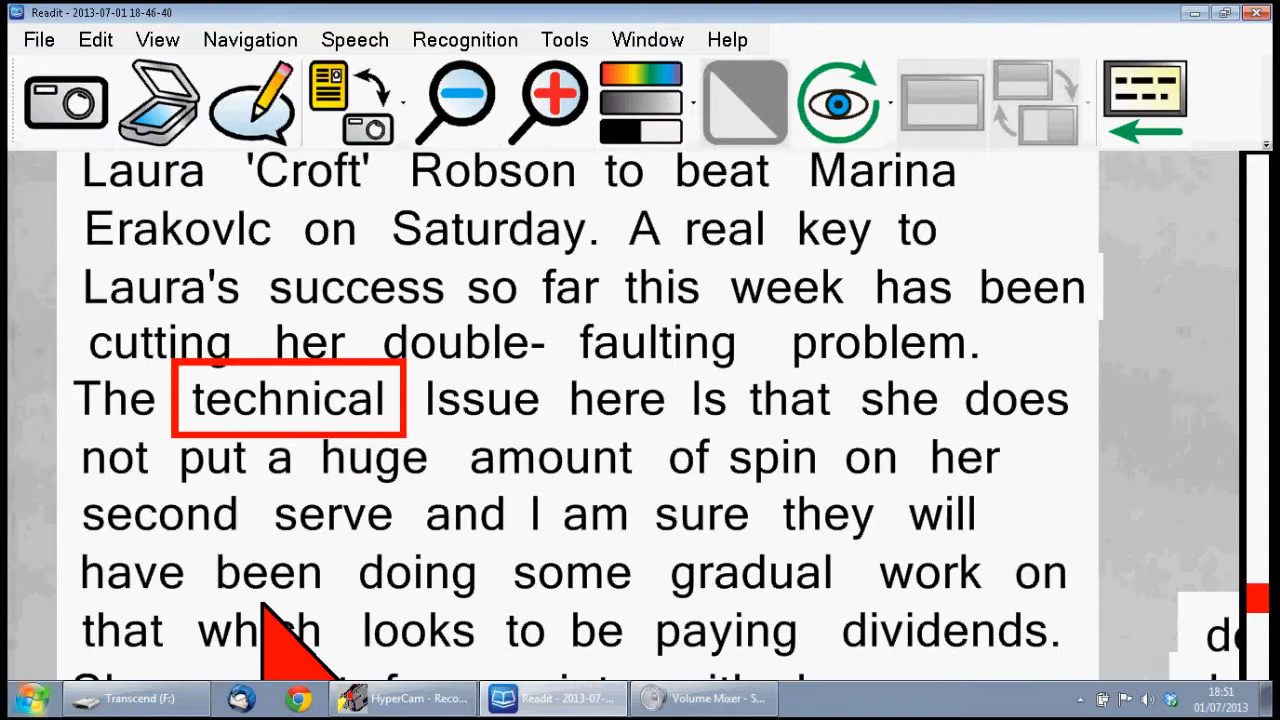 Readit - 2013-07-01 18-46-40
File Edit View Navigation Speech Recognition Tools Window Help
Laura 'Croft' Robson to beat Marina
Erakovlc on Saturday. A real key to
Laura's success so far this week has been
cutting her double- faulting problem.
The technical Issue here Is that she does
not put a huge amount of spin on her
second serve and I am sure they will
have been doing some gradual work on
that which looks to be paying dividends.
Transcend (F:) HyperCam - Reco... Readit - 2013-07-... Volume Mixer - S... 18:51
01/07/2013